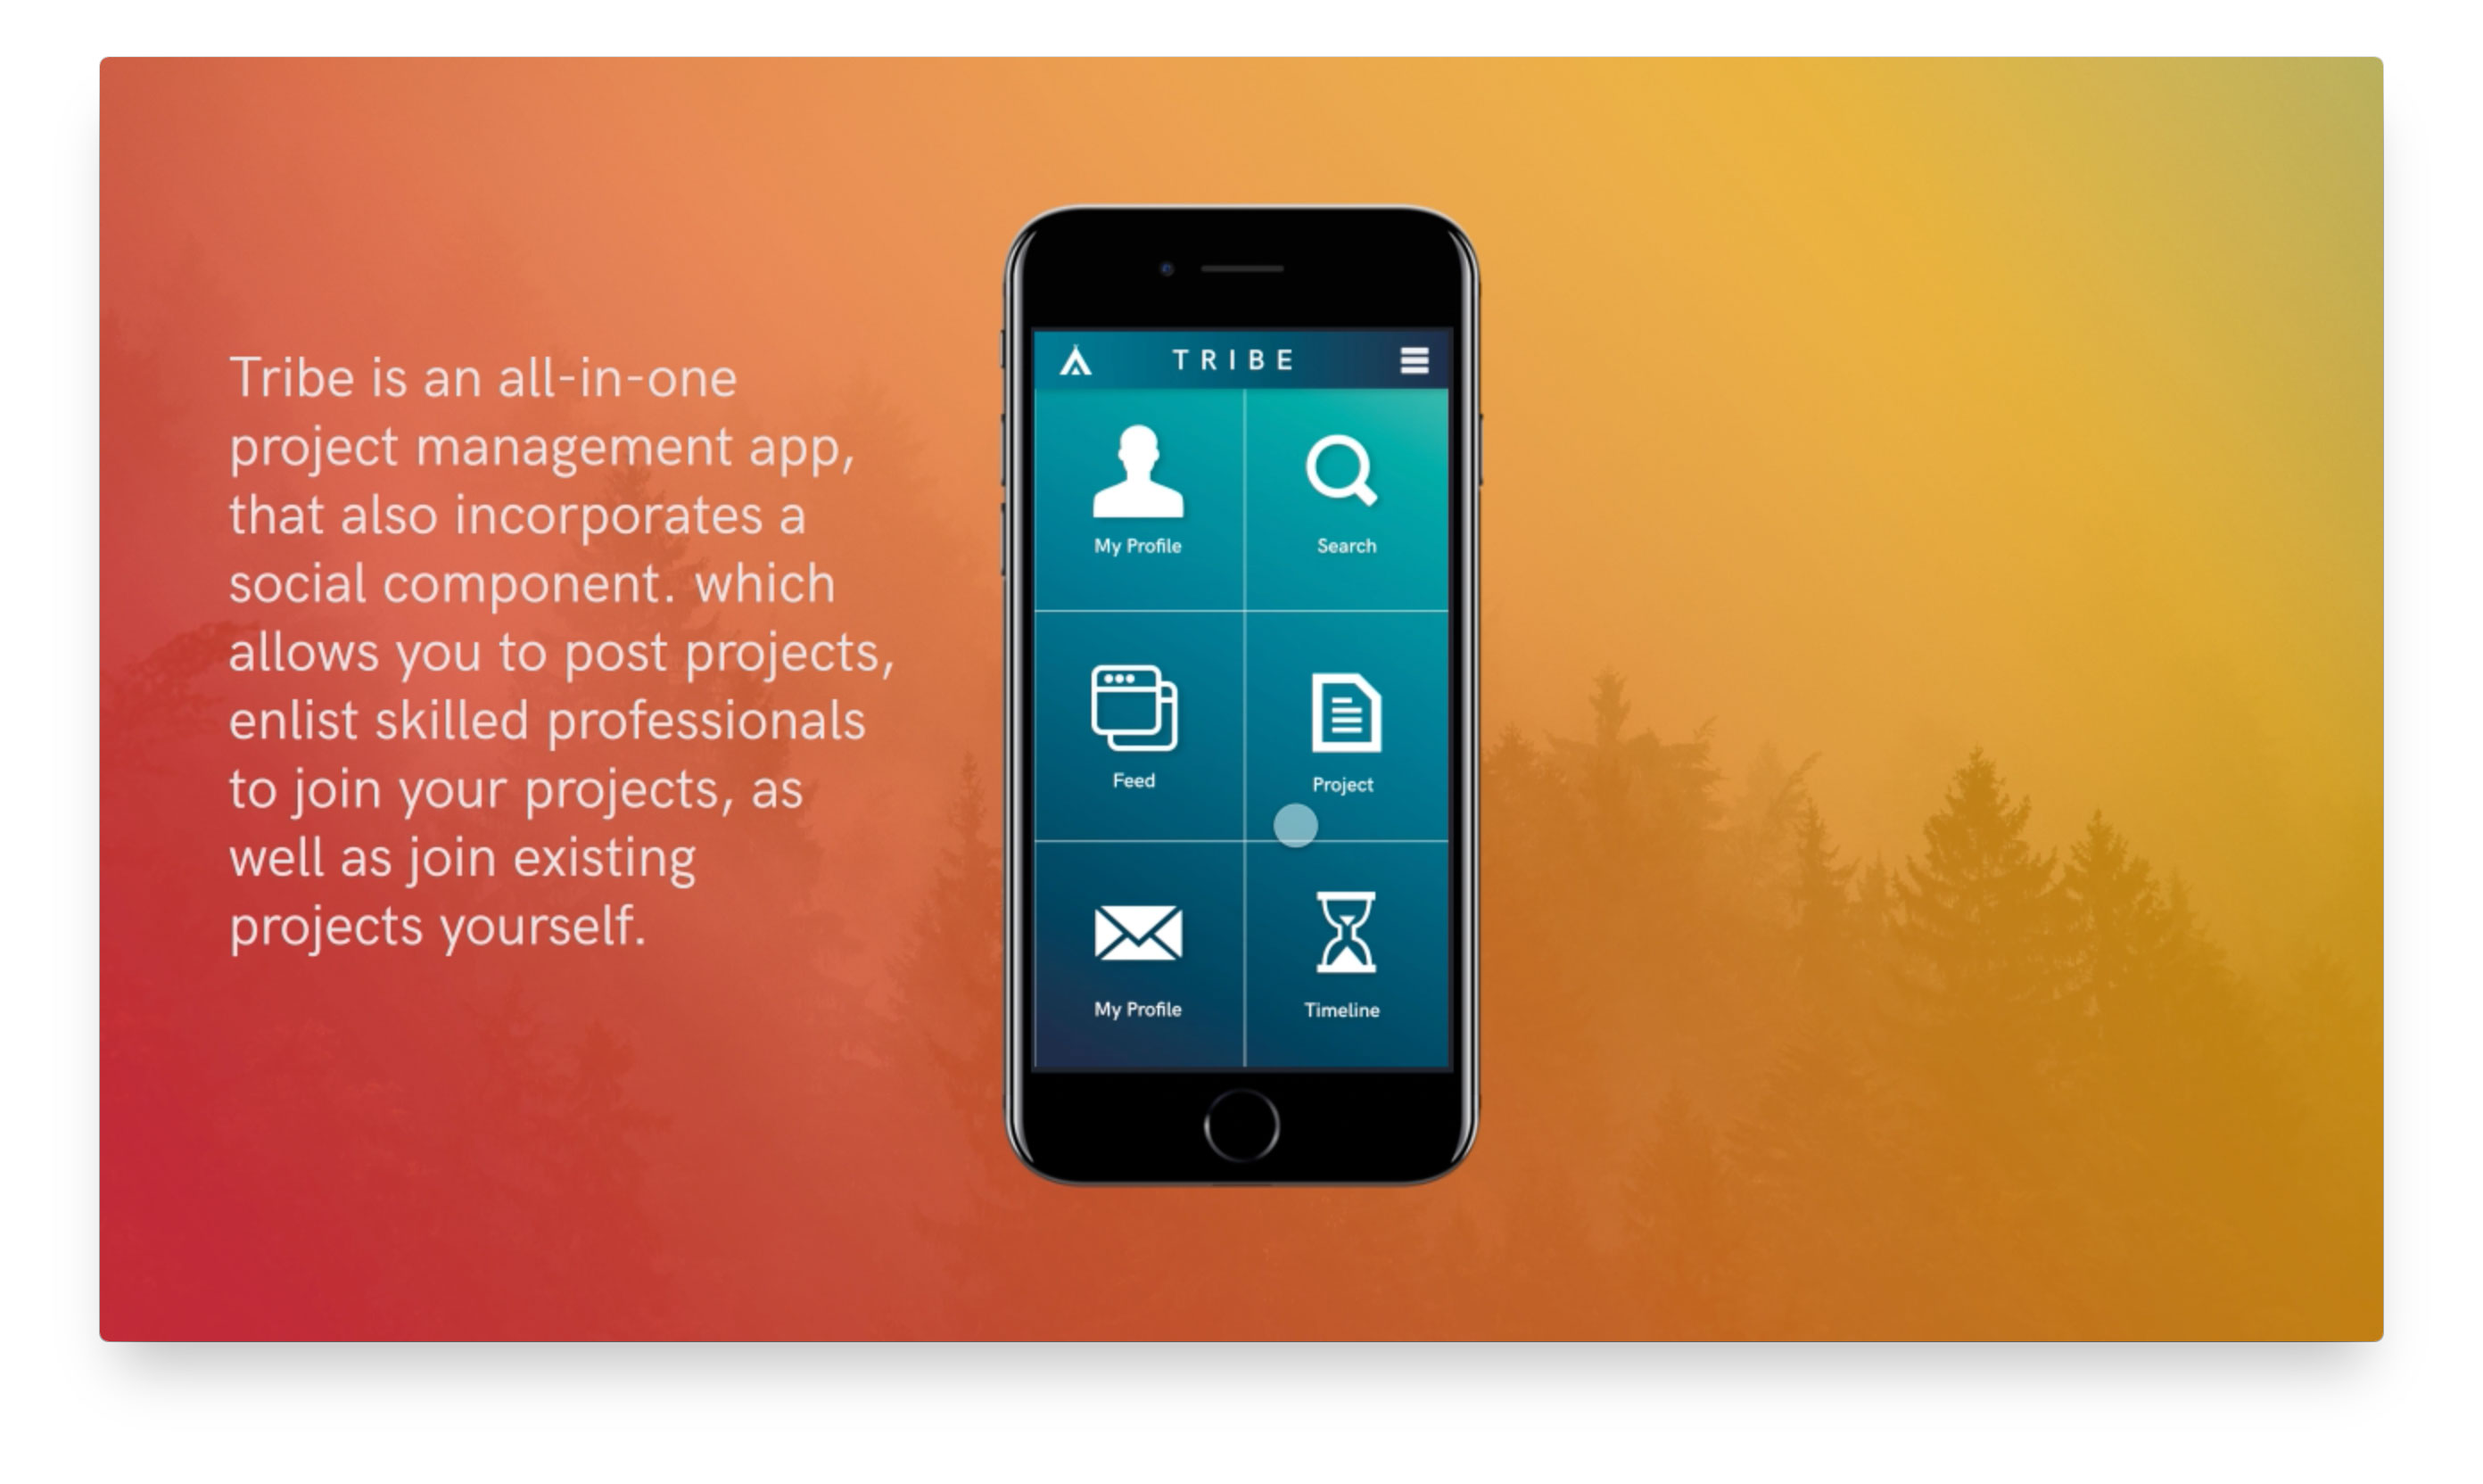 Tribe is an all-in-one
project management app,
that also incorporates a
social component. which
allows you to post projects,
enlist skilled professionals
to join your projects, as
well as join existing
projects yourself.
TRIBE
My Profile
Search
Feed
Project
My Profile
Timeline